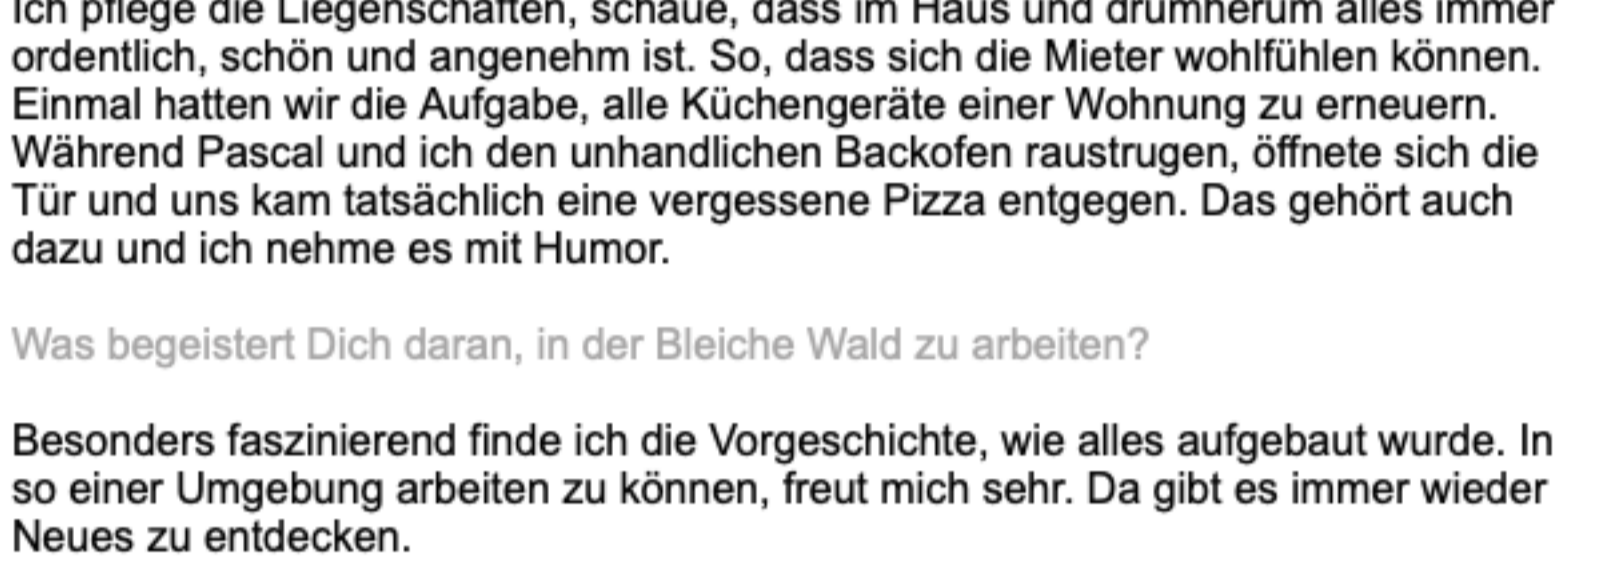 Ich pflege die Liegenschaften, schaue, dass im Haus und drumherum alles immer
ordentlich, schön und angenehm ist. So, dass sich die Mieter wohlfühlen können.
Einmal hatten wir die Aufgabe, alle Küchengeräte einer Wohnung zu erneuern.
Während Pascal und ich den unhandlichen Backofen raustrugen, öffnete sich die
Tür und uns kam tatsächlich eine vergessene Pizza entgegen. Das gehört auch
dazu und ich nehme es mit Humor.
Was begeistert Dich daran, in der Bleiche Wald zu arbeiten?
Besonders faszinierend finde ich die Vorgeschichte, wie alles aufgebaut wurde. In
so einer Umgebung arbeiten zu können, freut mich sehr. Da gibt es immer wieder
Neues zu entdecken.